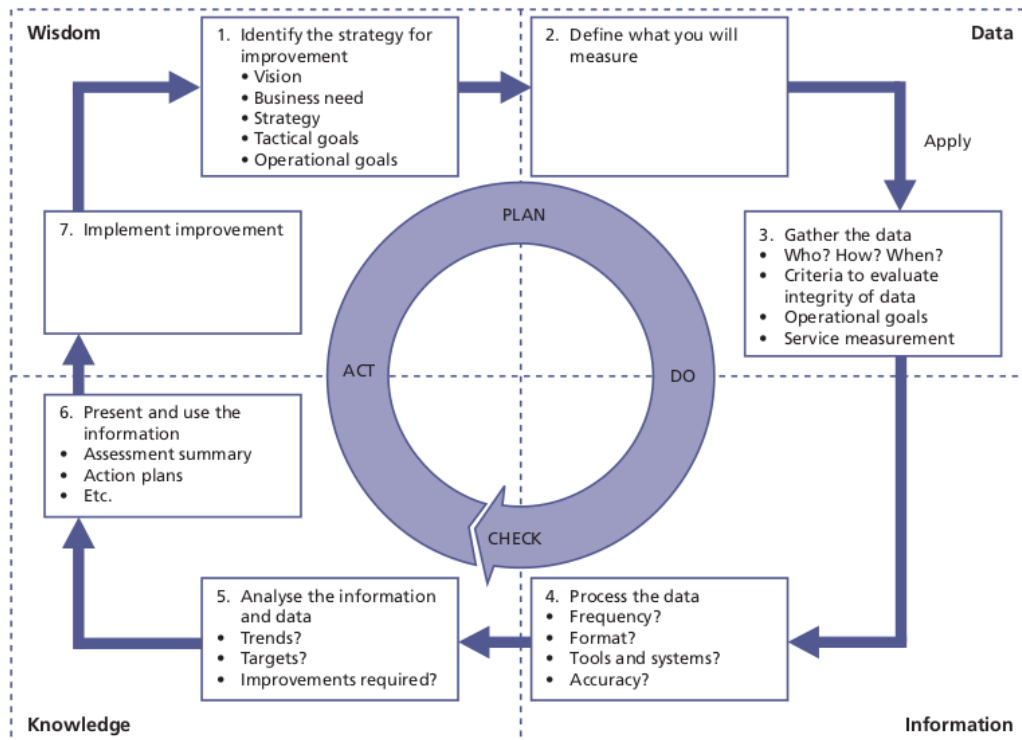 Wisdom
Data
1. Identify the strategy for
improvement
• Vision
• Business need
• Strategy
• Tactical goals
• Operational goals
2. Define what you will
measure
Apply
3. Gather the data
• Who? How? When?
• Criteria to evaluate
integrity of data
• Operational goals
• Service measurement
4. Process the data
• Frequency?
• Format?
• Tools and systems?
• Accuracy?
5. Analyse the information
and data
• Trends?
• Targets?
• Improvements required?
6. Present and use the
information
• Assessment summary
• Action plans
• Etc.
7. Implement improvement
PLAN
DO
CHECK
ACT
Knowledge
Information